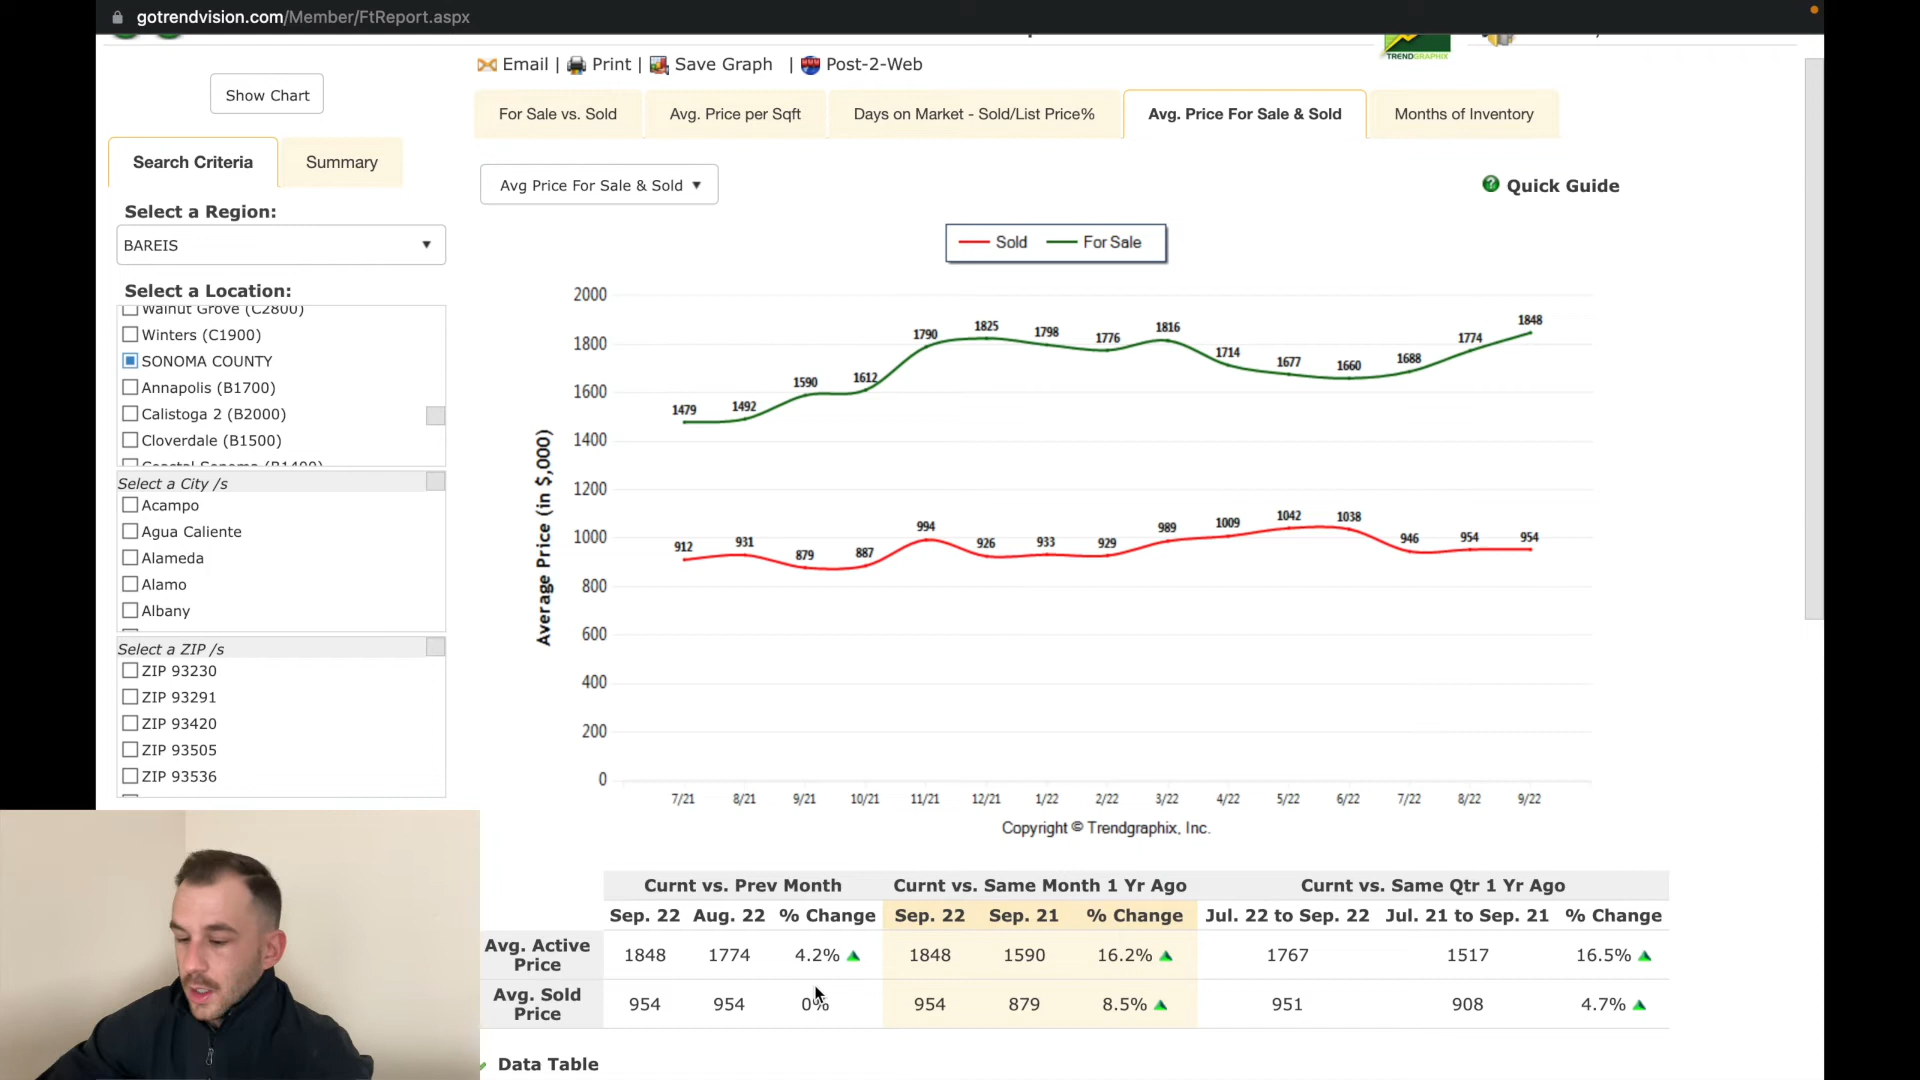 gotrendvision.com/Member/FtReport.aspx
TRENDGRAPHIX
Email | Print | Save Graph | Post-2-Web
Show Chart
For Sale vs. Sold
Avg. Price per Sqft
Days on Market - Sold/List Price%
Avg. Price For Sale & Sold
Months of Inventory
Search Criteria
Summary
Avg Price For Sale & Sold
Quick Guide
Select a Region:
BAREIS
Select a Location:
Walnut Grove (C2800)
Winters (C1900)
SONOMA COUNTY
Annapolis (B1700)
Calistoga 2 (B2000)
Cloverdale (B1500)
Coastal Sonoma (B1400)
Select a City /s
Acampo
Agua Caliente
Alameda
Alamo
Albany
Select a ZIP /s
ZIP 93230
ZIP 93291
ZIP 93420
ZIP 93505
ZIP 93536
Sold For Sale
Average Price (in $,000)
2000
1800
1600
1400
1200
1000
800
600
400
200
0
1479 1492 1590 1612 1790 1825 1798 1776 1816 1714 1677 1660 1688 1774 1848
912 931 879 887 994 926 933 929 989 1009 1042 1038 946 954 954
7/21 8/21 9/21 10/21 11/21 12/21 1/22 2/22 3/22 4/22 5/22 6/22 7/22 8/22 9/22
Copyright © Trendgraphix, Inc.
Curnt vs. Prev Month Curnt vs. Same Month 1 Yr Ago Curnt vs. Same Qtr 1 Yr Ago
Sep. 22 Aug. 22 % Change Sep. 22 Sep. 21 % Change Jul. 22 to Sep. 22 Jul. 21 to Sep. 21 % Change
Avg. Active Price 1848 1774 4.2% 1848 1590 16.2% 1767 1517 16.5%
Avg. Sold Price 954 954 0% 954 879 8.5% 951 908 4.7%
Data Table